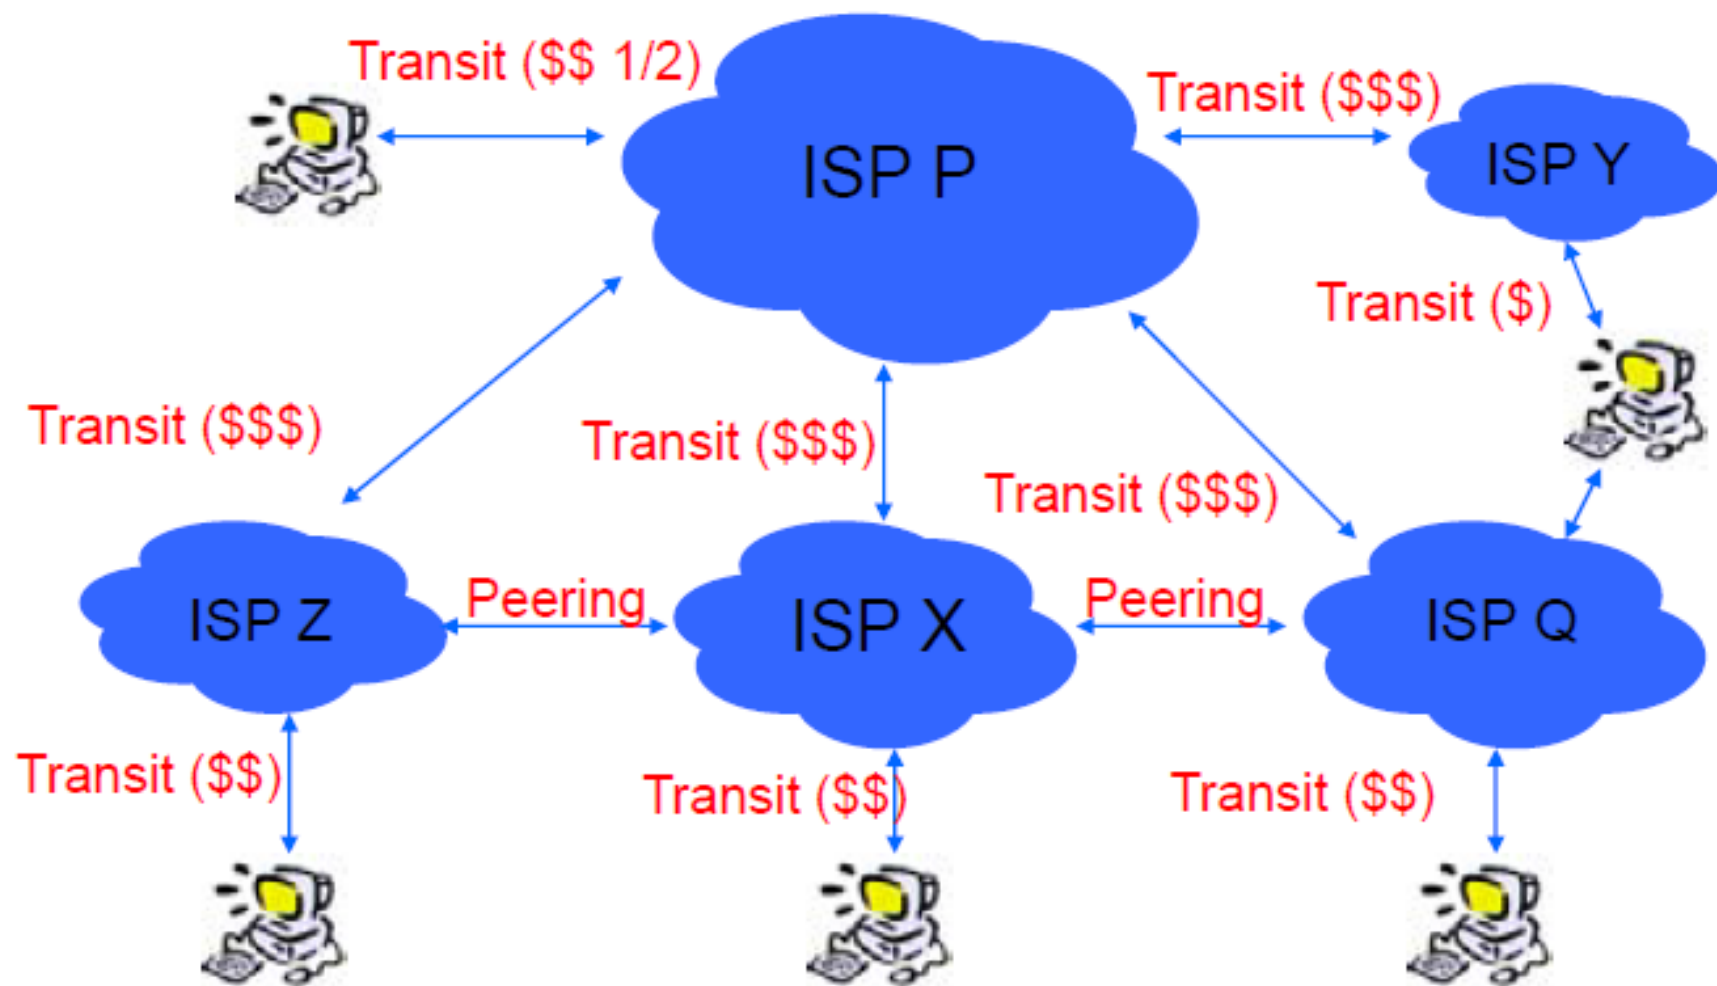 Transit ($$ 1/2)
Transit ($$$)
ISP P
ISP Y
Transit ($)
Transit ($$$)
Transit ($$$)
Transit ($$$)
ISP Z
Peering
ISP X
Peering
ISP Q
Transit ($$)
Transit ($$)
Transit ($$)